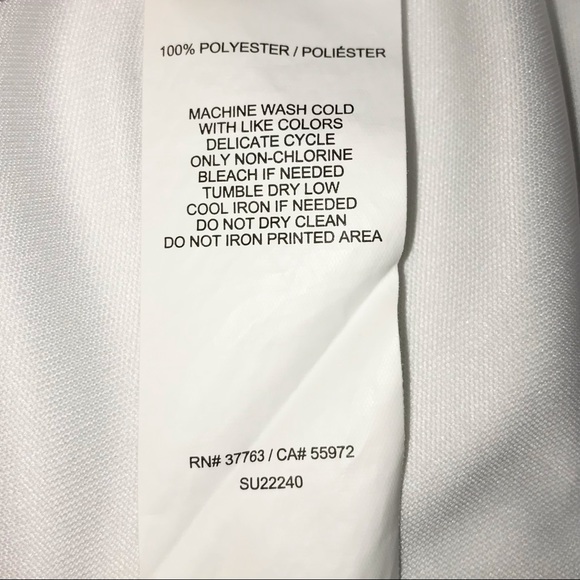 100% POLYESTER / POLIÉSTER
MACHINE WASH COLD
WITH LIKE COLORS
DELICATE CYCLE
ONLY NON-CHLORINE
BLEACH IF NEEDED
TUMBLE DRY LOW
COOL IRON IF NEEDED
DO NOT DRY CLEAN
DO NOT IRON PRINTED AREA
RN# 37763 / CA# 55972
SU22240